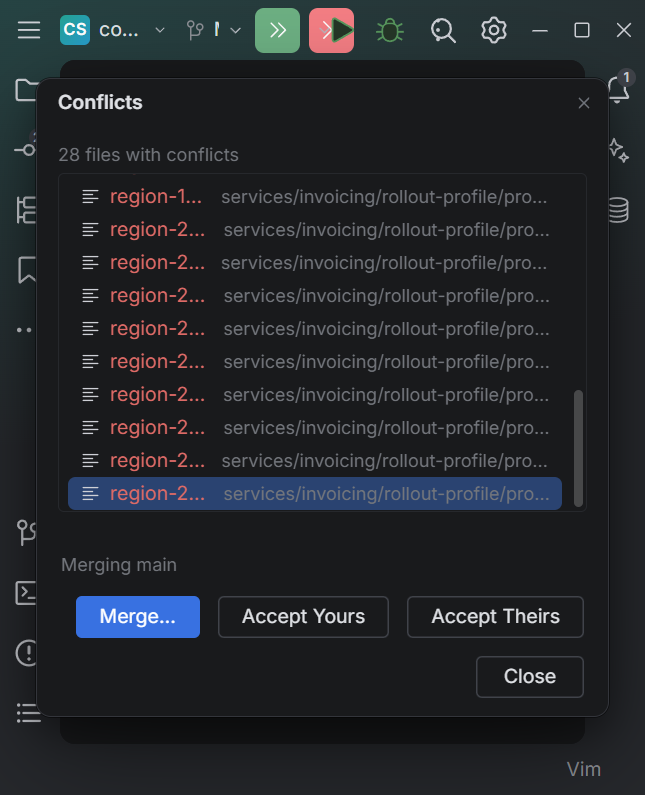 CS co...
1
Conflicts
28 files with conflicts
region-1... services/invoicing/rollout-profile/pro...
region-2... services/invoicing/rollout-profile/pro...
region-2... services/invoicing/rollout-profile/pro...
region-2... services/invoicing/rollout-profile/pro...
region-2... services/invoicing/rollout-profile/pro...
region-2... services/invoicing/rollout-profile/pro...
region-2... services/invoicing/rollout-profile/pro...
region-2... services/invoicing/rollout-profile/pro...
region-2... services/invoicing/rollout-profile/pro...
region-2... services/invoicing/rollout-profile/pro...
Merging main
Merge... Accept Yours Accept Theirs
Close
Vim